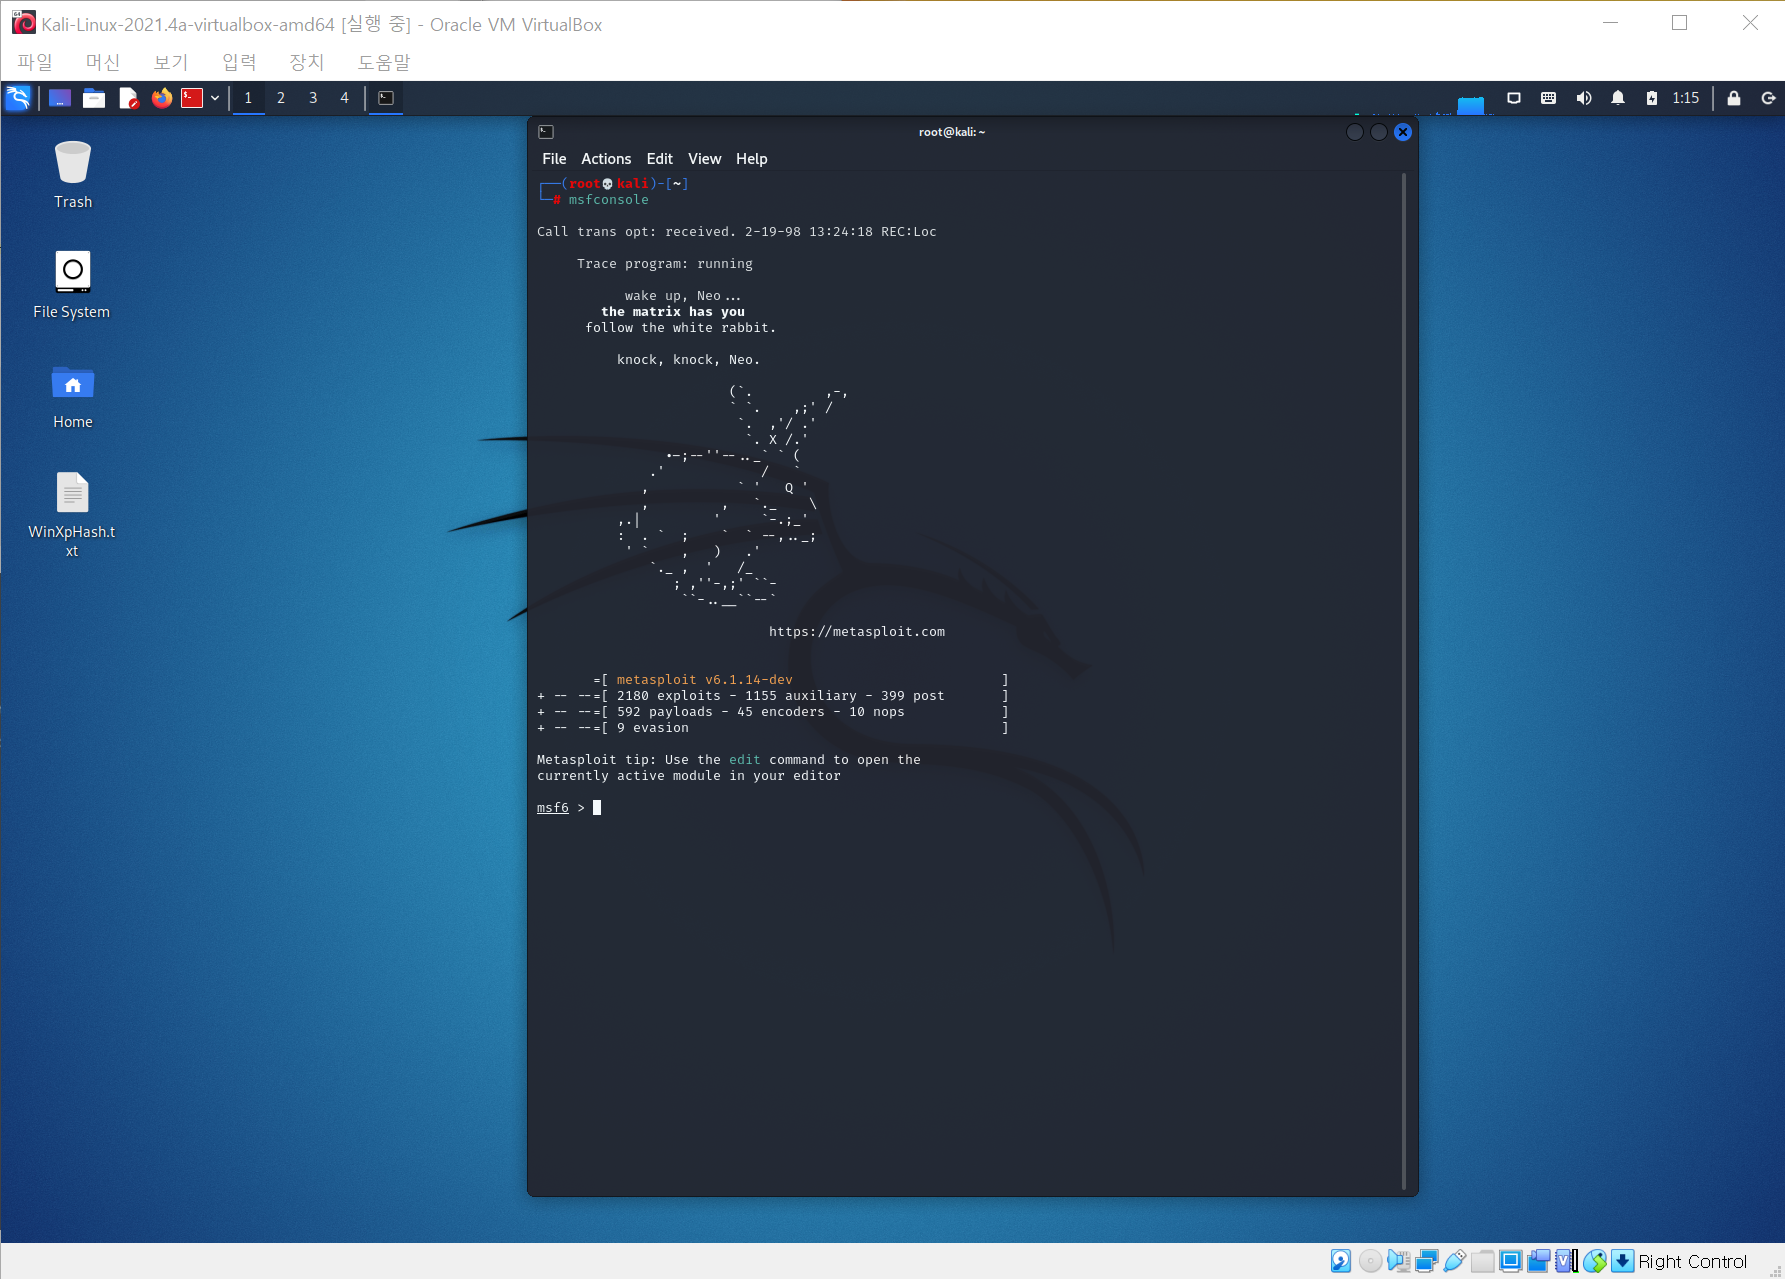 Kali-Linux-2021.4a-virtualbox-amd64 [실행 중] - Oracle VM VirtualBox
파일 머신 보기 입력 장치 도움말
1 2 3 4 1:15
Trash
File System
Home
WinXpHash.t
xt
root@kali: ~
File Actions Edit View Help
┌──(root💀kali)-[~]
└─# msfconsole
Call trans opt: received. 2-19-98 13:24:18 REC:Loc
Trace program: running
wake up, Neo...
the matrix has you
follow the white rabbit.
knock, knock, Neo.
https://metasploit.com
=[ metasploit v6.1.14-dev ]
+ -- --=[ 2180 exploits - 1155 auxiliary - 399 post ]
+ -- --=[ 592 payloads - 45 encoders - 10 nops ]
+ -- --=[ 9 evasion ]
Metasploit tip: Use the edit command to open the
currently active module in your editor
msf6 >
Right Control